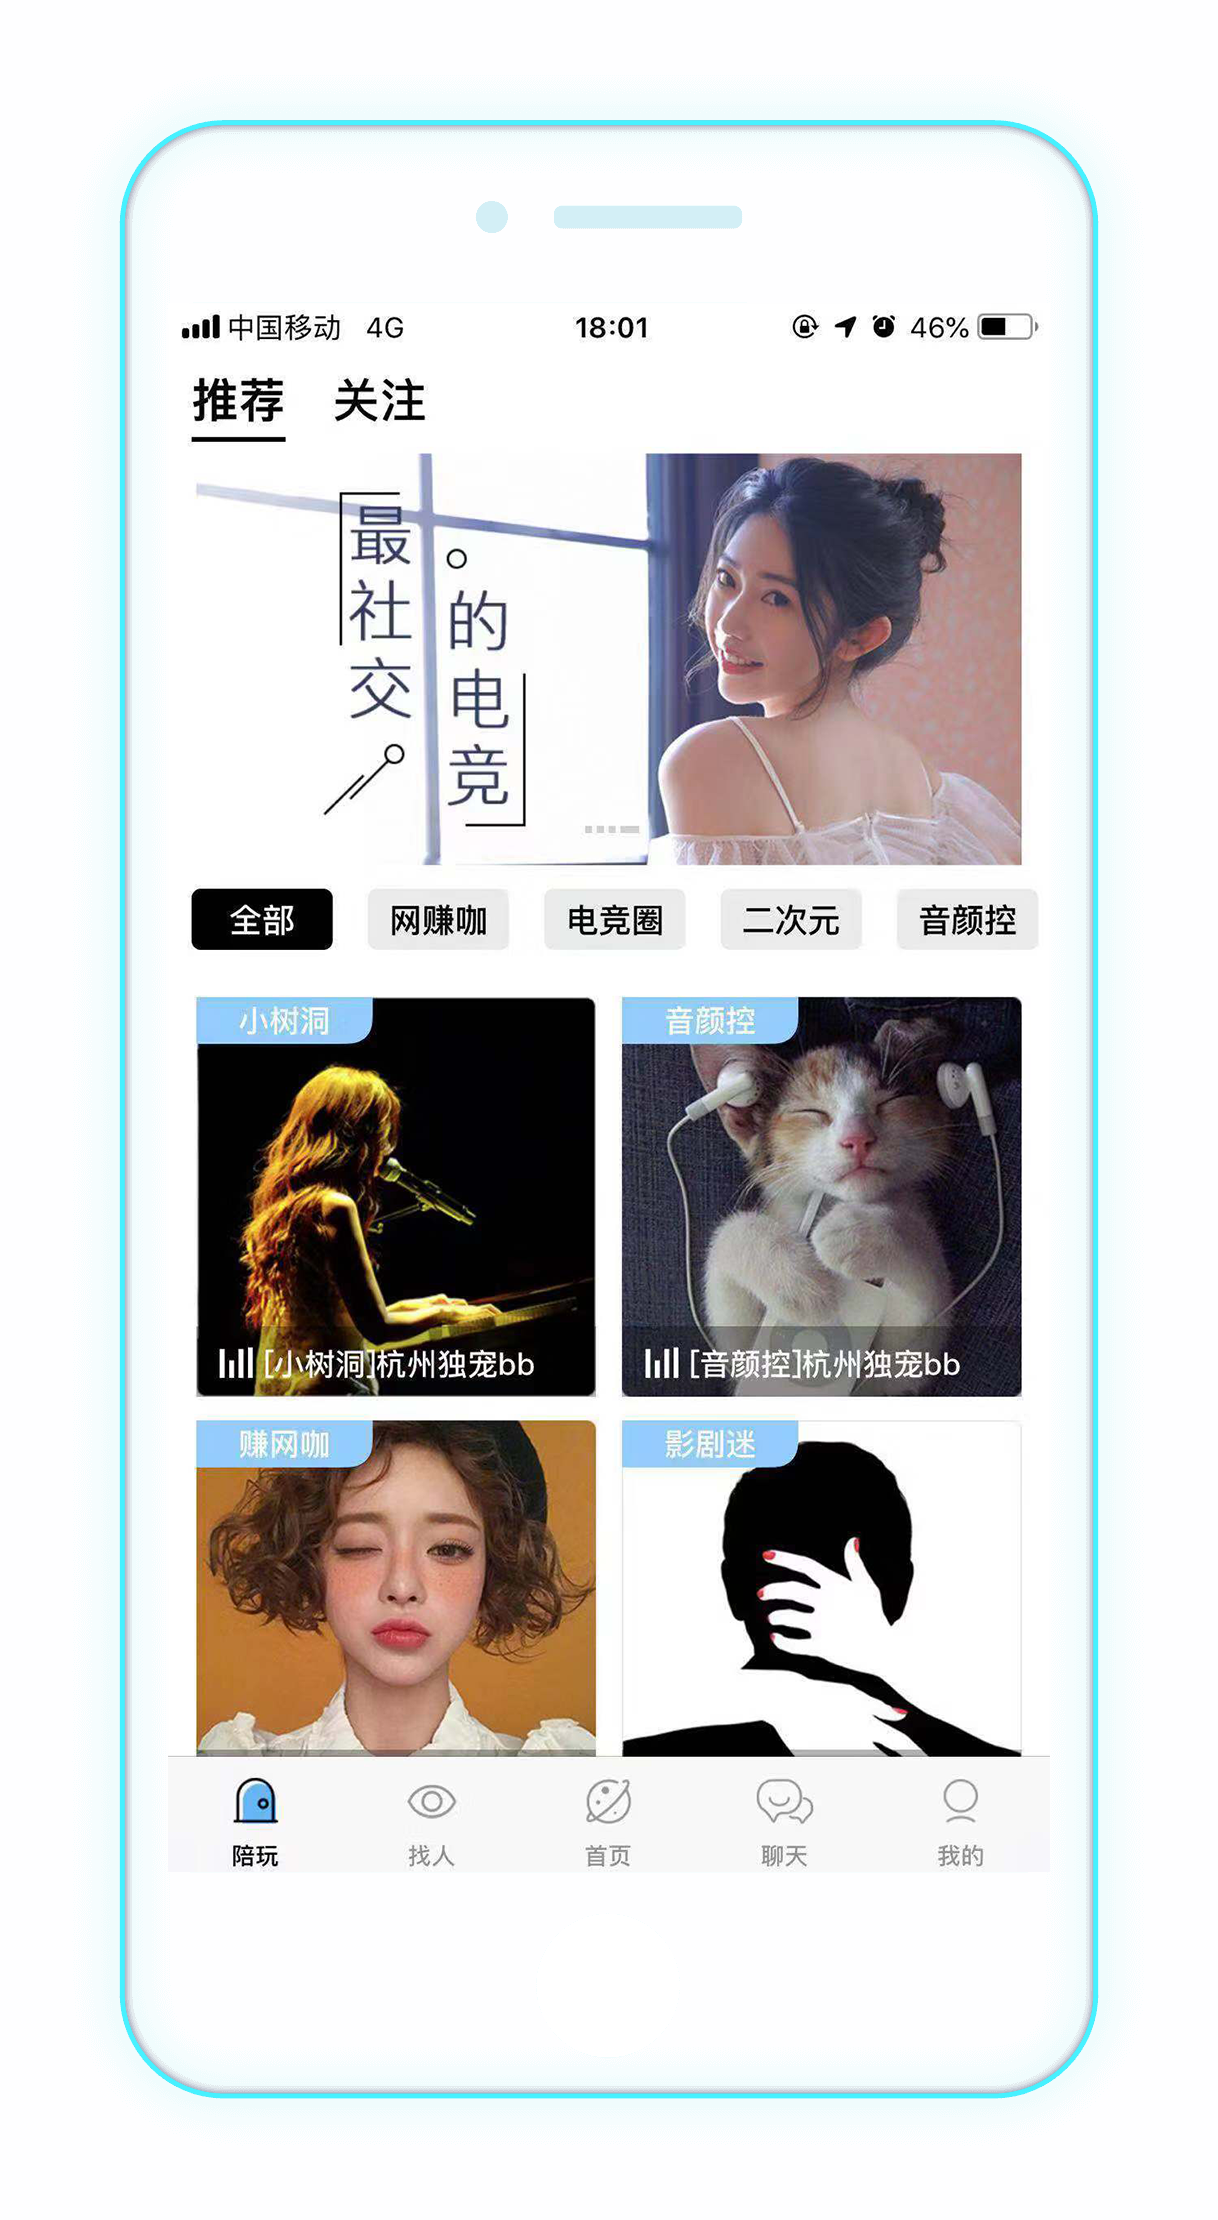 中国移动 4G 18:01 46%
推荐 关注
最社交
的电竞
全部 网赚咖 电竞圈 二次元 音颜控
小树洞 音颜控
[小树洞]杭州独宠bb [音颜控]杭州独宠bb
赚网咖 影剧迷
陪玩 找人 首页 聊天 我的